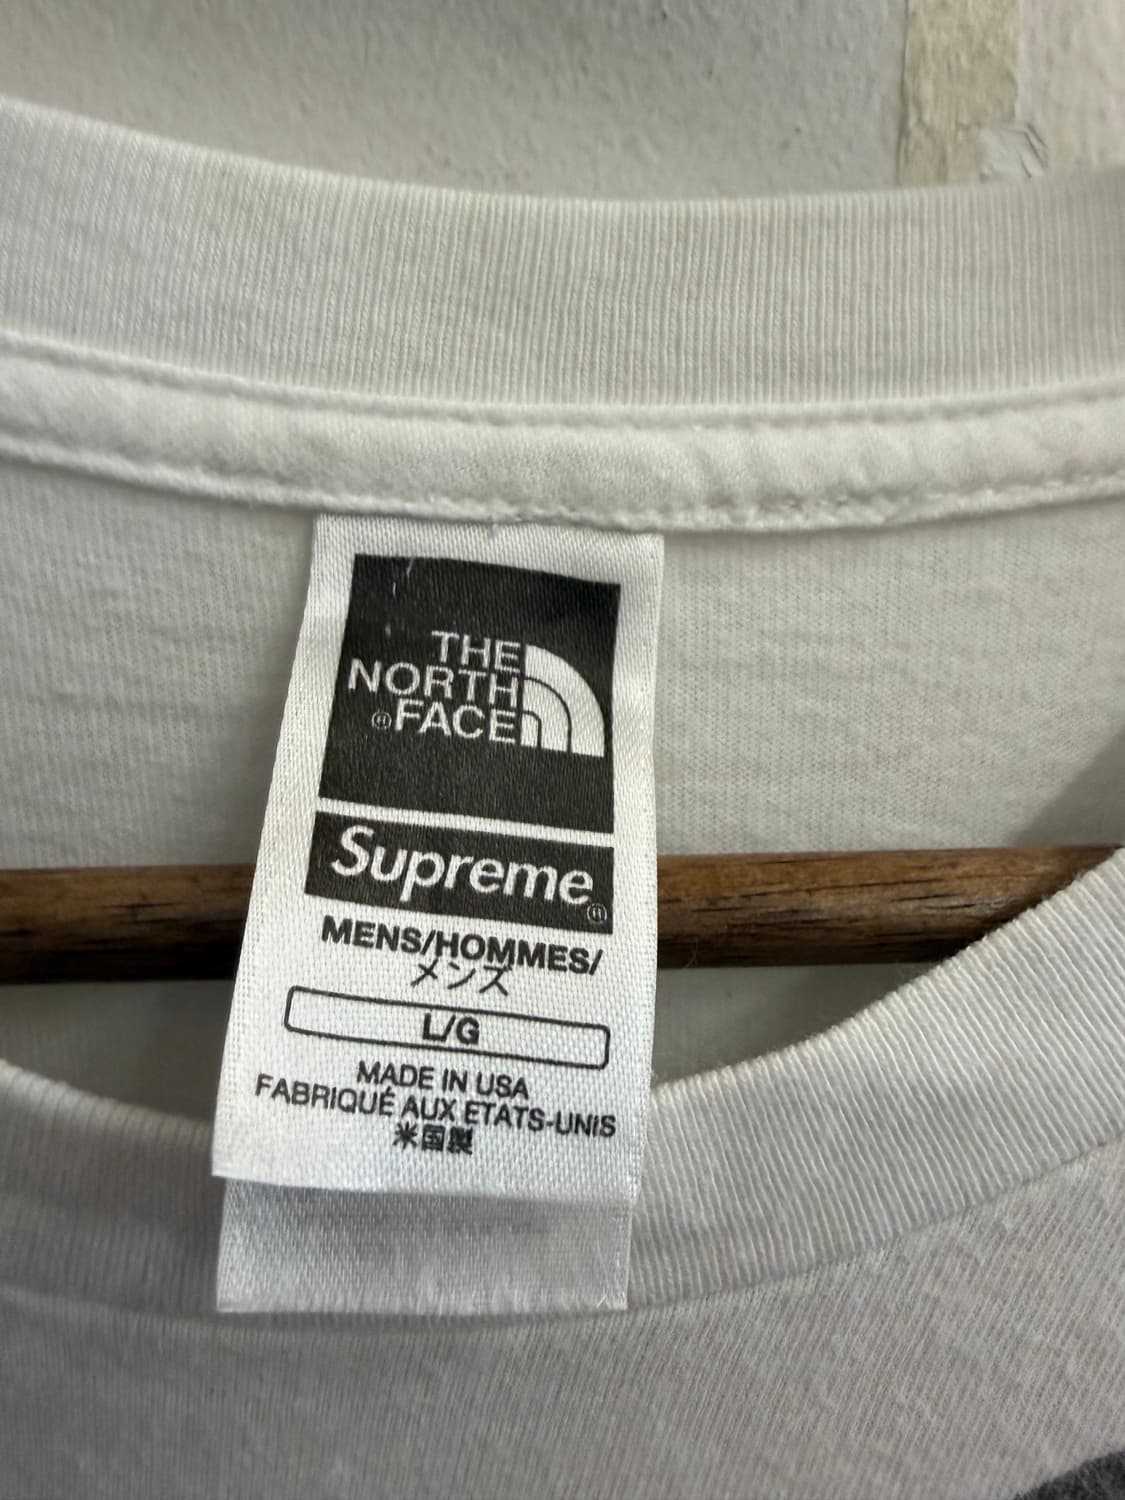 THE
NORTH
®FACE
Supreme®
MENS/HOMMES/
メンズ
L/G
MADE IN USA
FABRIQUÉ AUX ETATS-UNIS
米国製